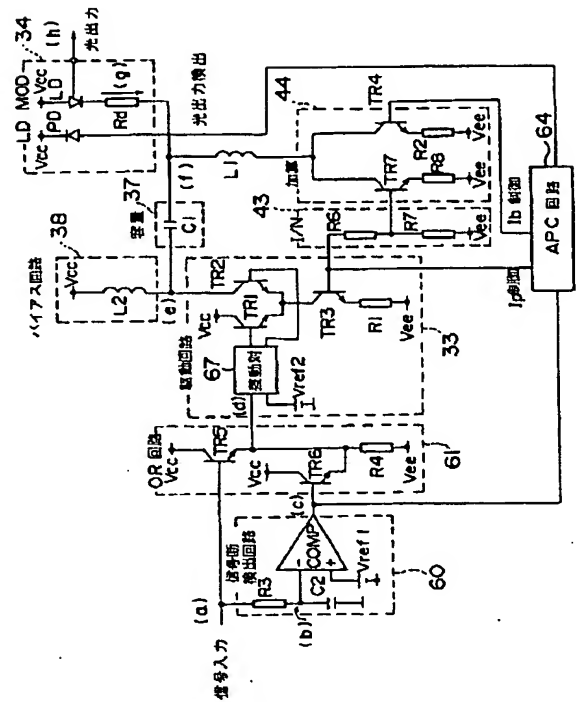 信号入力
(a)
(b)
信号断
検出回路
R3
C2
COMP
-
+
Vref1
60
(c)
OR回路
Vcc
TR5
Vcc
TR6
R4
Vee
61
(d)
駆動回路
67
差動対
Vref2
Vcc
TR1
TR2
TR3
R1
Vee
33
バイアス回路
38
Vcc
L2
(e)
容量
37
C1
(f)
L1
LD MOD
34
Vcc
PD
Vcc
LD
Rd
(g)
(h)
光出力
光出力検出
43
1/N
R6
R7
Vee
加算
44
TR7
R8
Vee
TR4
R2
Vee
Ip制御
Ib制御
APC回路
64